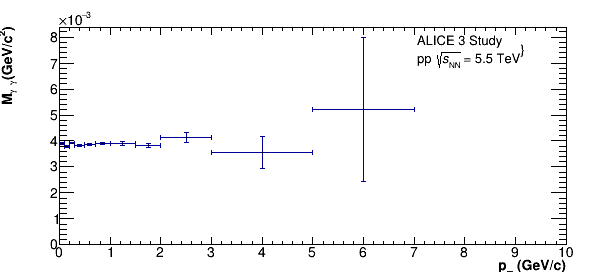 ×10⁻³
M_γγ (GeV/c²)
8
7
6
5
4
3
2
1
0
ALICE 3 Study
pp √s_NN = 5.5 TeV}
0 1 2 3 4 5 6 7 8 9 10
p_ (GeV/c)